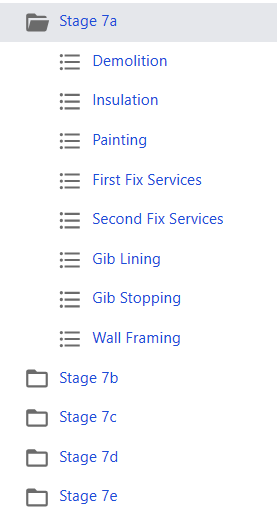 Stage 7a
Demolition
Insulation
Painting
First Fix Services
Second Fix Services
Gib Lining
Gib Stopping
Wall Framing
Stage 7b
Stage 7c
Stage 7d
Stage 7e